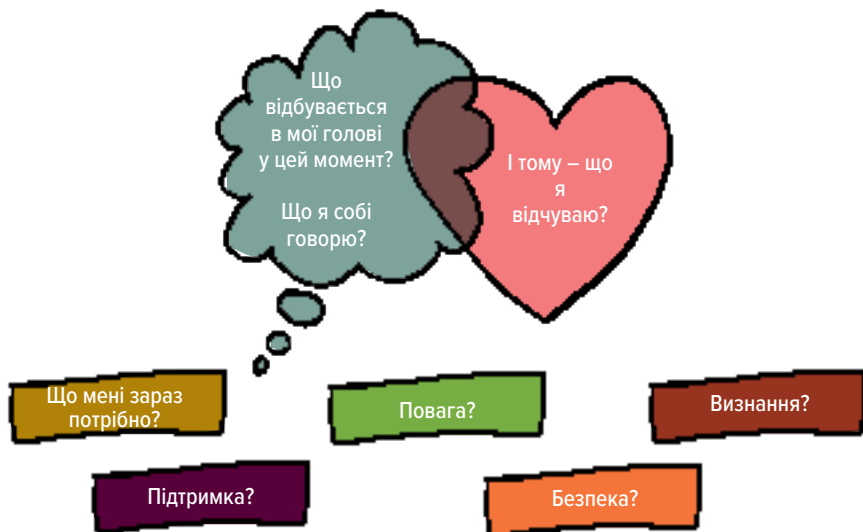 Що
відбувається
в мої голові
у цей момент?
Що я собі
говорю?
І тому – що
я
відчуваю?
Що мені зараз
потрібно?
Повага?
Визнання?
Підтримка?
Безпека?